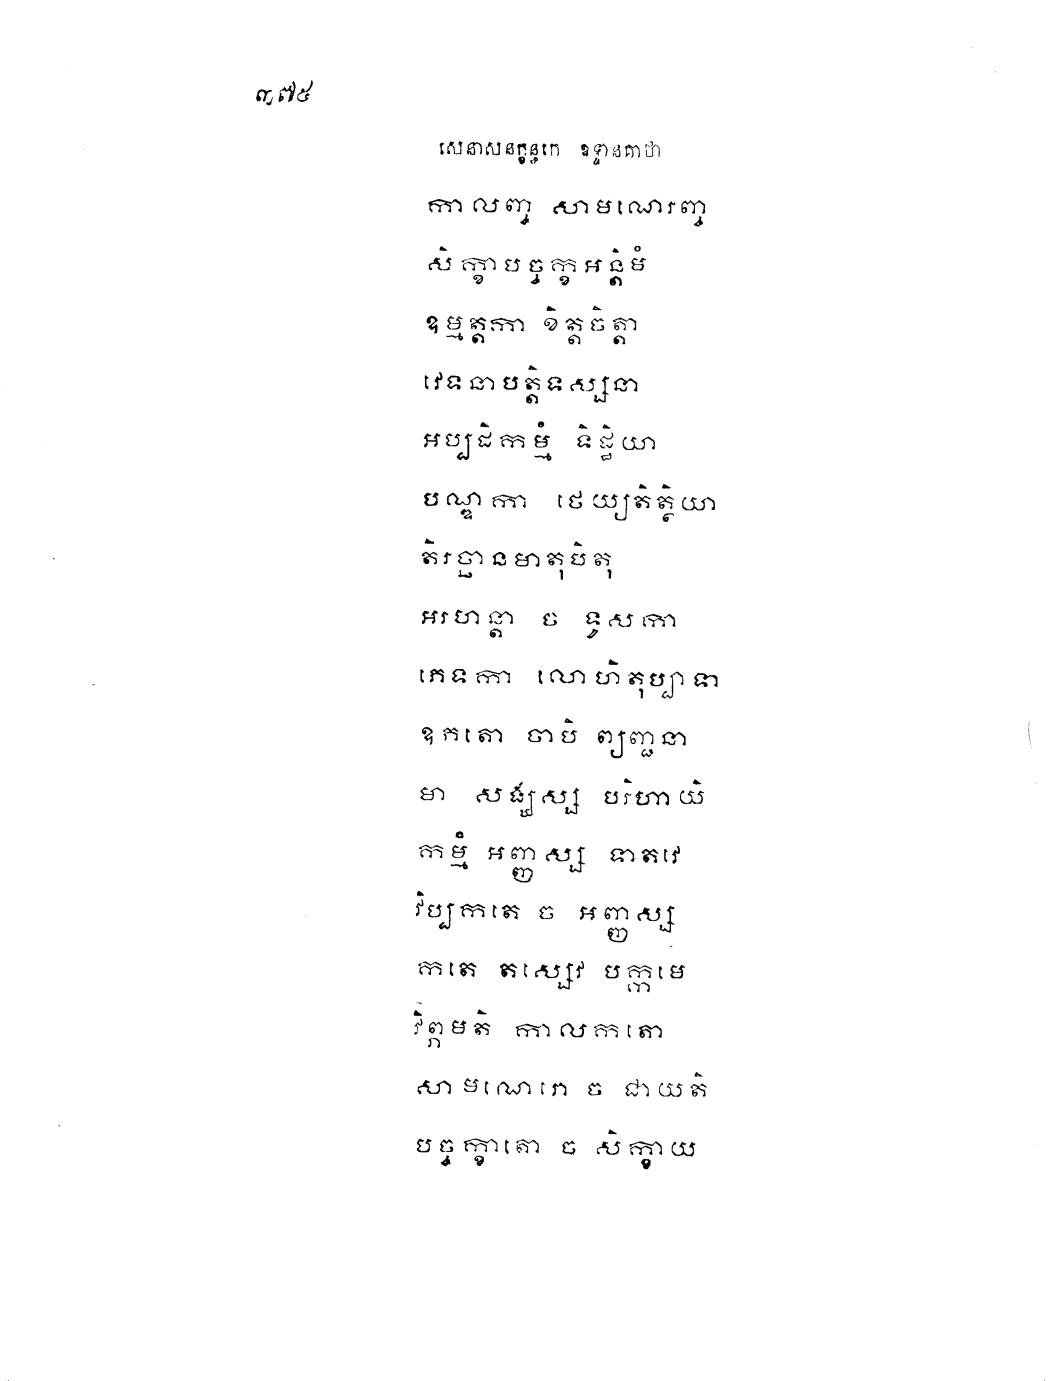 ៣៧៥
សេនាសនក្ខន្ធកេ ឧទ្ទានគាថា
កាលញ្ច សាមណេរញ្ច
សិក្ខាបច្ចក្ខអន្តិមំ
ឧម្មត្តកា ខិត្តចិត្តា
វេទនាបត្តិទស្សនា
អប្បដិកម្មំ ទិដ្ឋិយា
បណ្ឌកា ថេយ្យតិត្ថិយា
តិរច្ឆានមាតុបិតុ
អរហន្តា ច ទូសកា
ភេទកា លោហិតុប្បាទា
ឧភតោ ចាបិ ព្យញ្ជនា
មា សង្ឃស្ស បរិហាយិ
កម្មំ អញ្ញស្ស ទាតវេ
វិប្បកតេ ច អញ្ញស្ស
កតេ តស្សេវ បក្កមេ
វិព្ភមតិ កាលកតោ
សាមណេរោ ច ជាយតិ
បច្ចក្ខាតោ ច សិក្ខាយ